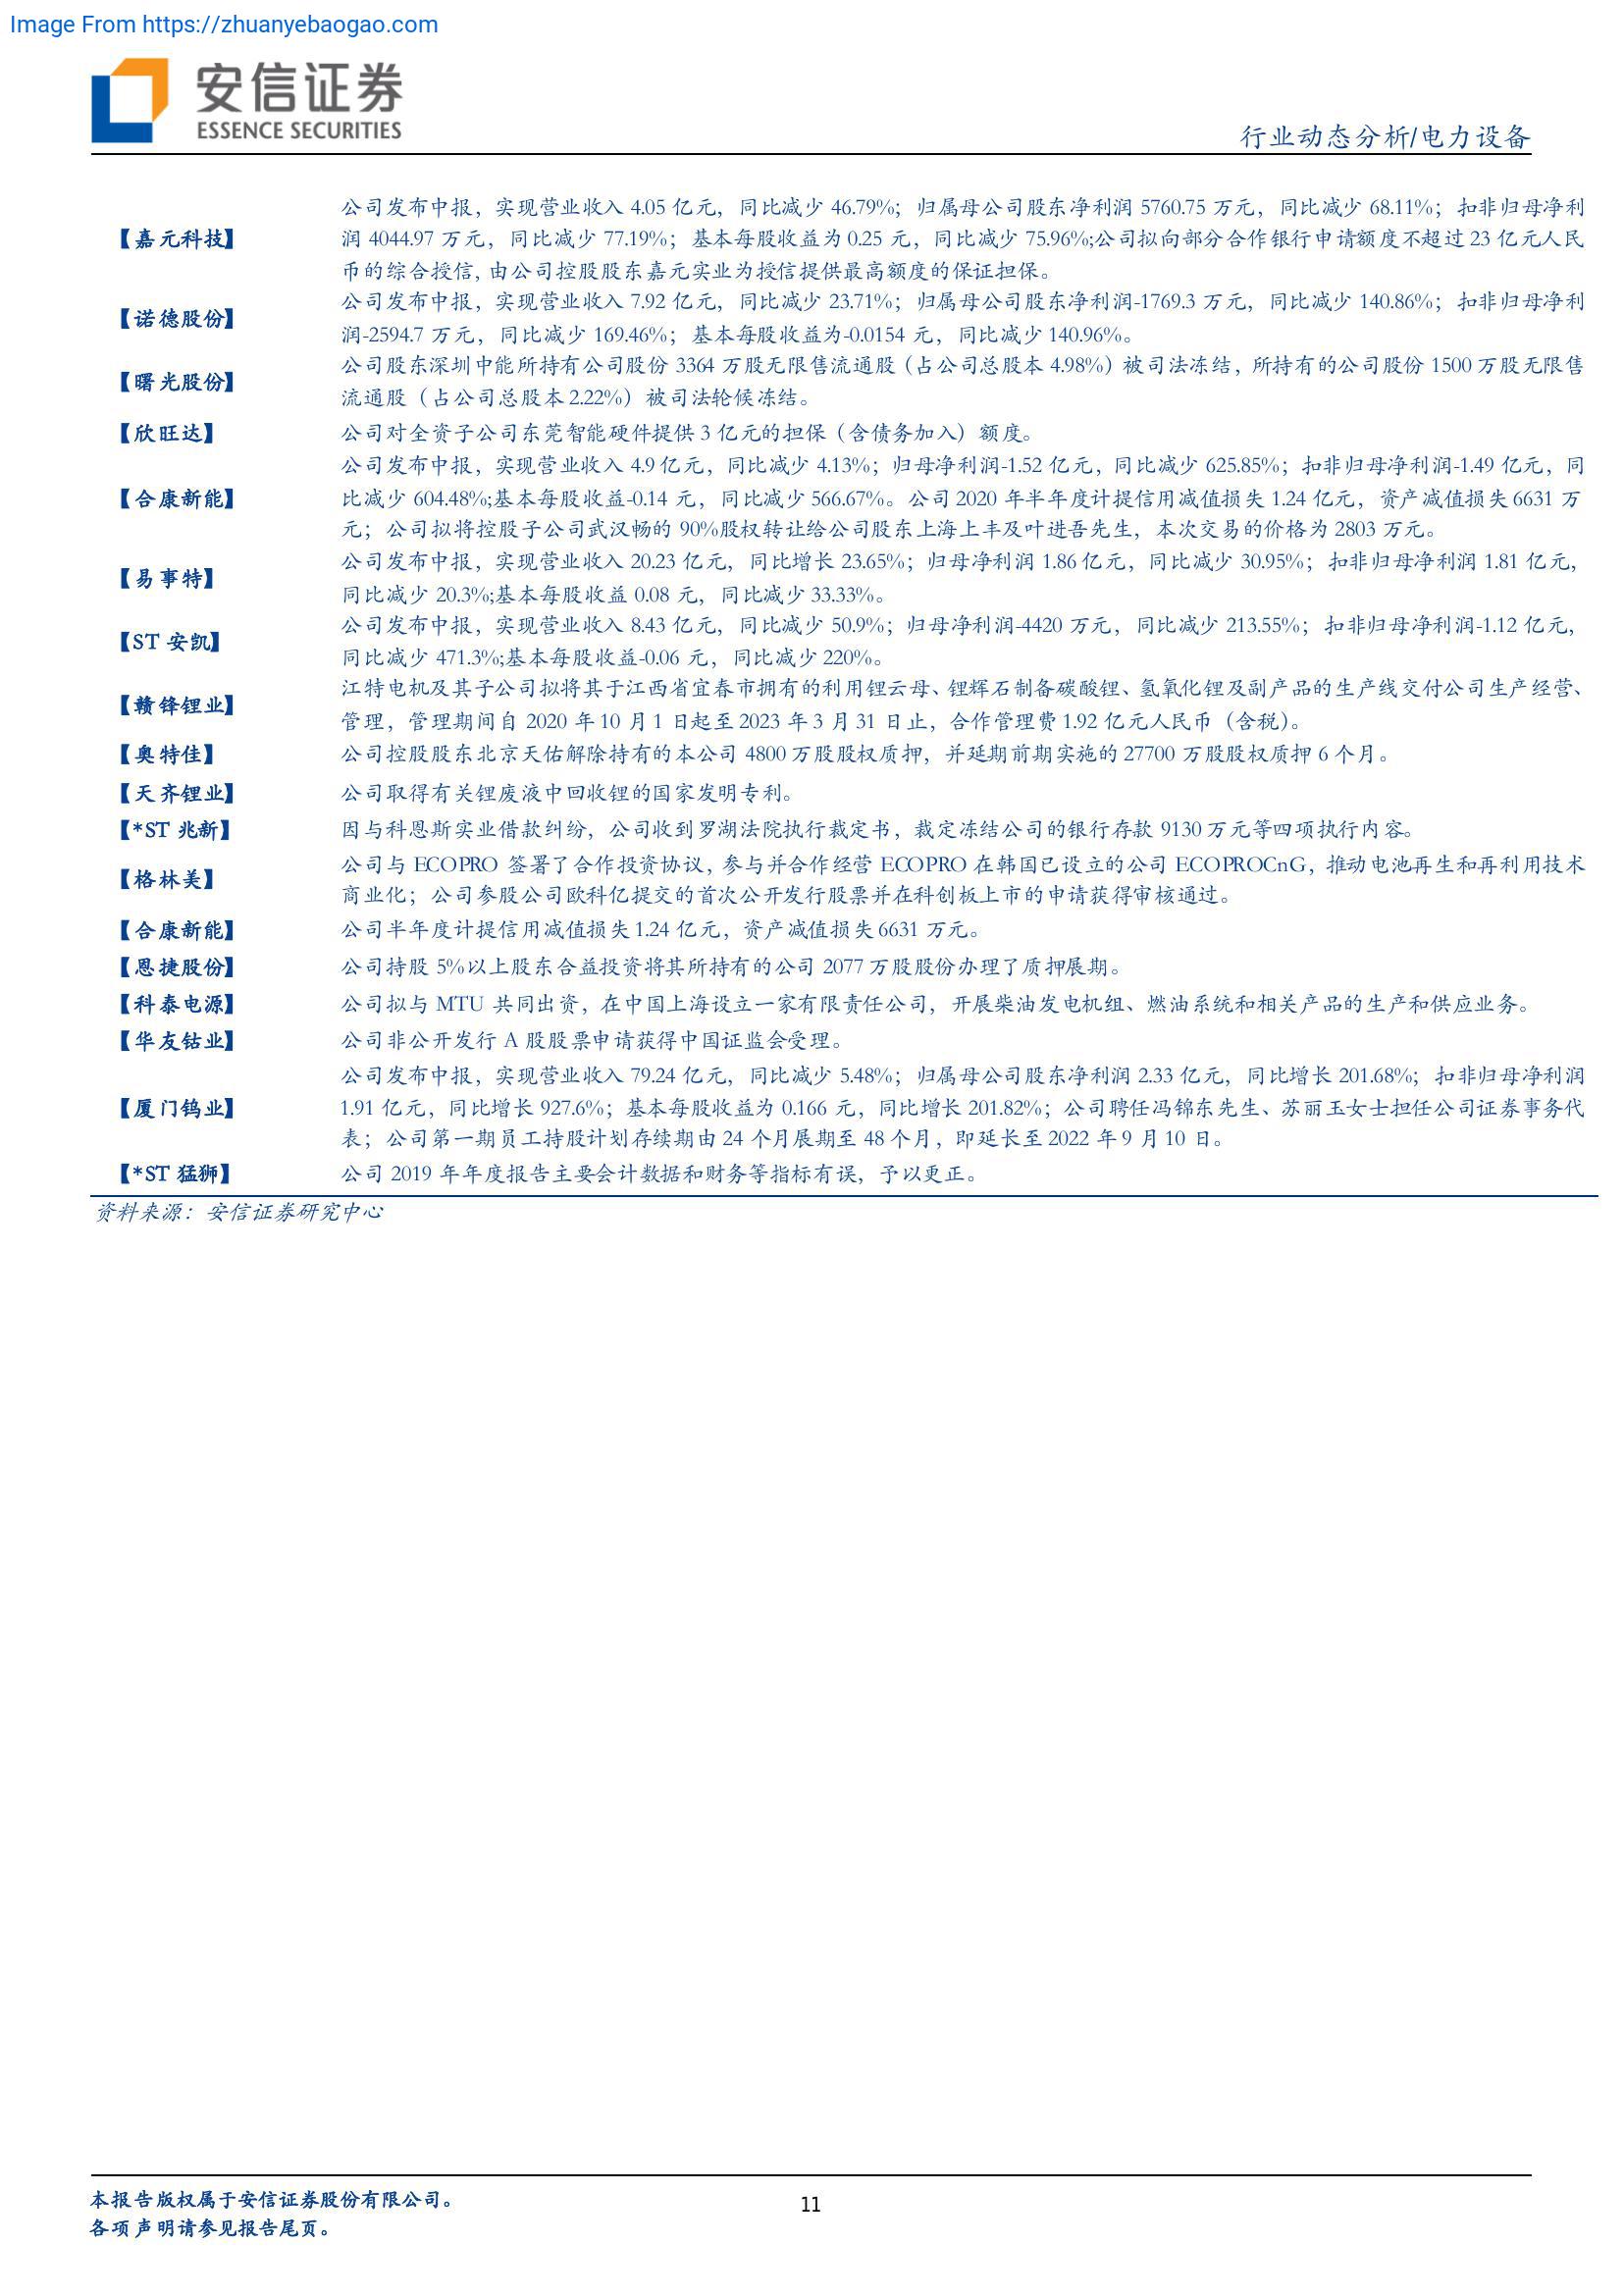 Image From https://zhuanyebaogao.com
安信证券
ESSENCE SECURITIES
行业动态分析/电力设备
【嘉元科技】
公司发布中报，实现营业收入 4.05 亿元，同比减少 46.79%；归属母公司股东净利润 5760.75 万元，同比减少 68.11%；扣非归母净利
润 4044.97 万元，同比减少 77.19%；基本每股收益为 0.25 元，同比减少 75.96%;公司拟向部分合作银行申请额度不超过 23 亿元人民
币的综合授信, 由公司控股股东嘉元实业为授信提供最高额度的保证担保。
【诺德股份】
公司发布中报，实现营业收入 7.92 亿元，同比减少 23.71%；归属母公司股东净利润-1769.3 万元，同比减少 140.86%；扣非归母净利
润-2594.7 万元，同比减少 169.46%；基本每股收益为-0.0154 元，同比减少 140.96%。
【曙光股份】
公司股东深圳中能所持有公司股份 3364 万股无限售流通股（占公司总股本 4.98%）被司法冻结，所持有的公司股份 1500 万股无限售
流通股（占公司总股本 2.22%）被司法轮候冻结。
【欣旺达】
公司对全资子公司东莞智能硬件提供 3 亿元的担保（含债务加入）额度。
【合康新能】
公司发布中报，实现营业收入 4.9 亿元，同比减少 4.13%；归母净利润-1.52 亿元，同比减少 625.85%；扣非归母净利润-1.49 亿元，同
比减少 604.48%;基本每股收益-0.14 元，同比减少 566.67%。公司 2020 年半年度计提信用减值损失 1.24 亿元，资产减值损失 6631 万
元；公司拟将控股子公司武汉畅的 90%股权转让给公司股东上海上丰及叶进吾先生，本次交易的价格为 2803 万元。
【易事特】
公司发布中报，实现营业收入 20.23 亿元，同比增长 23.65%；归母净利润 1.86 亿元，同比减少 30.95%；扣非归母净利润 1.81 亿元，
同比减少 20.3%;基本每股收益 0.08 元，同比减少 33.33%。
【ST 安凯】
公司发布中报，实现营业收入 8.43 亿元，同比减少 50.9%；归母净利润-4420 万元，同比减少 213.55%；扣非归母净利润-1.12 亿元，
同比减少 471.3%;基本每股收益-0.06 元，同比减少 220%。
【赣锋锂业】
江特电机及其子公司拟将其于江西省宜春市拥有的利用锂云母、锂辉石制备碳酸锂、氢氧化锂及副产品的生产线交付公司生产经营、
管理，管理期间自 2020 年 10 月 1 日起至 2023 年 3 月 31 日止，合作管理费 1.92 亿元人民币（含税）。
【奥特佳】
公司控股股东北京天佑解除持有的本公司 4800 万股股权质押，并延期前期实施的 27700 万股股权质押 6 个月。
【天齐锂业】
公司取得有关锂废液中回收锂的国家发明专利。
【*ST 兆新】
因与科恩斯实业借款纠纷，公司收到罗湖法院执行裁定书，裁定冻结公司的银行存款 9130 万元等四项执行内容。
【格林美】
公司与 ECOPRO 签署了合作投资协议，参与并合作经营 ECOPRO 在韩国已设立的公司 ECOPROCnG，推动电池再生和再利用技术
商业化；公司参股公司欧科亿提交的首次公开发行股票并在科创板上市的申请获得审核通过。
【合康新能】
公司半年度计提信用减值损失 1.24 亿元，资产减值损失 6631 万元。
【恩捷股份】
公司持股 5%以上股东合益投资将其所持有的公司 2077 万股股份办理了质押展期。
【科泰电源】
公司拟与 MTU 共同出资，在中国上海设立一家有限责任公司，开展柴油发电机组、燃油系统和相关产品的生产和供应业务。
【华友钴业】
公司非公开发行 A 股股票申请获得中国证监会受理。
【厦门钨业】
公司发布中报，实现营业收入 79.24 亿元，同比减少 5.48%；归属母公司股东净利润 2.33 亿元，同比增长 201.68%；扣非归母净利润
1.91 亿元，同比增长 927.6%；基本每股收益为 0.166 元，同比增长 201.82%；公司聘任冯锦东先生、苏丽玉女士担任公司证券事务代
表；公司第一期员工持股计划存续期由 24 个月展期至 48 个月，即延长至 2022 年 9 月 10 日。
【*ST 猛狮】
公司 2019 年年度报告主要会计数据和财务等指标有误，予以更正。
资料来源：安信证券研究中心
本报告版权属于安信证券股份有限公司。
各项声明请参见报告尾页。
11